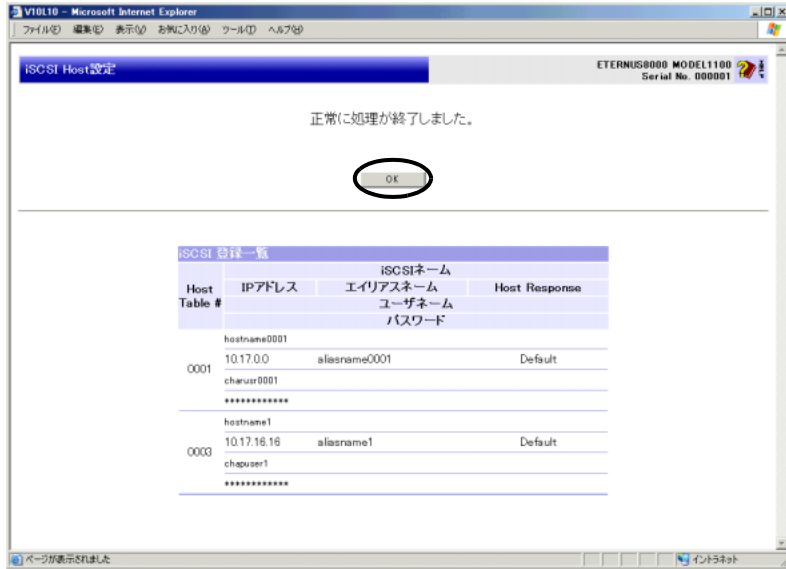 V10L10 - Microsoft Internet Explorer
ファイル(F) 編集(E) 表示(V) お気に入り(A) ツール(T) ヘルプ(H)
iSCSI Host設定
ETERNUS8000 MODEL1100
Serial No. 000001
正常に処理が終了しました。
OK
iSCSI 登録一覧
Host Table #
iSCSIネーム
IPアドレス エイリアスネーム Host Response
ユーザネーム
パスワード
0001
hostname0001
10.17.0.0 aliasname0001 Default
charusr0001
************
0003
hostname1
10.17.16.16 aliasname1 Default
chapuser1
************
ページが表示されました
イントラネット